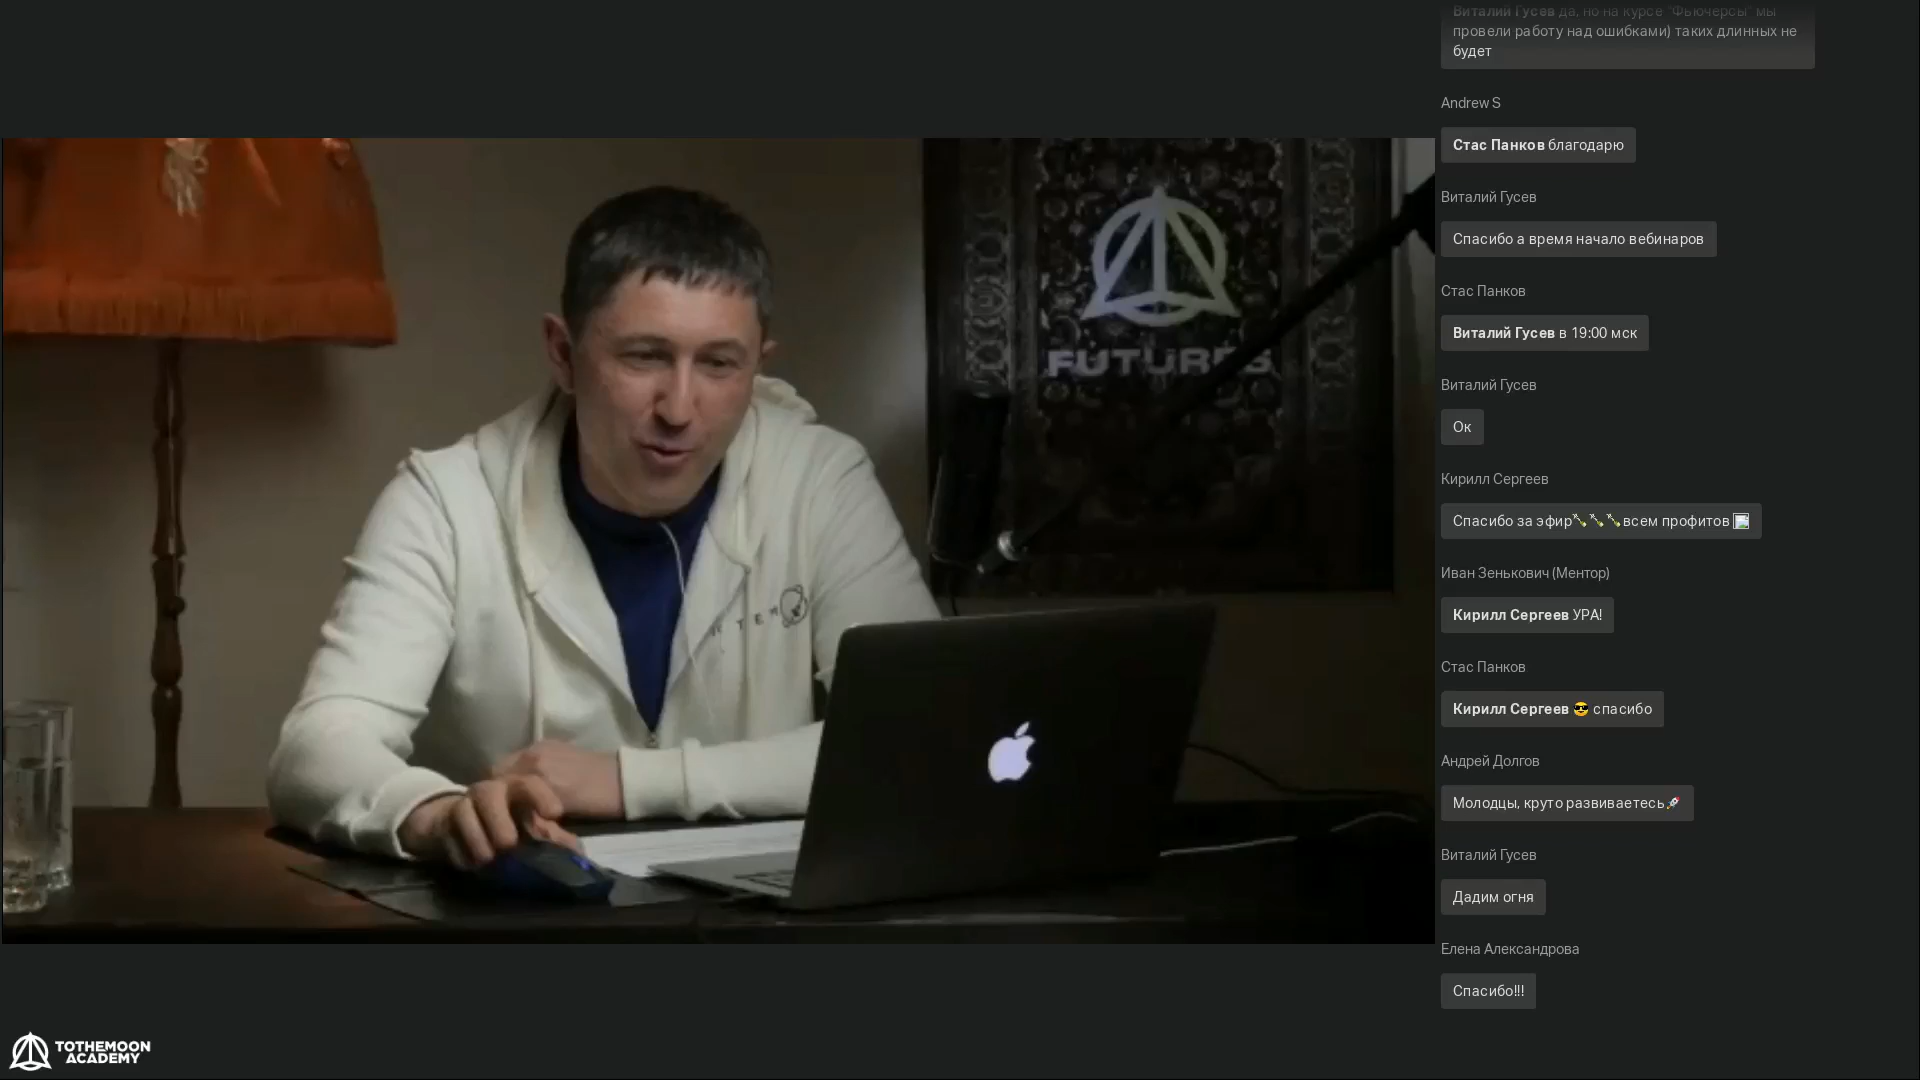 FUTURES
Виталий Гусев да, но на курсе "Фьючерсы" мы
провели работу над ошибками) таких длинных не
будет
Andrew S
Стас Панков благодарю
Виталий Гусев
Спасибо а время начало вебинаров
Стас Панков
Виталий Гусев в 19:00 мск
Виталий Гусев
Ок
Кирилл Сергеев
Спасибо за эфир🍾🍾🍾всем профитов
Иван Зенькович (Ментор)
Кирилл Сергеев УРА!
Стас Панков
Кирилл Сергеев 😎 спасибо
Андрей Долгов
Молодцы, круто развиваетесь🚀
Виталий Гусев
Дадим огня
Елена Александрова
Спасибо!!!
TOTHEMOON
ACADEMY